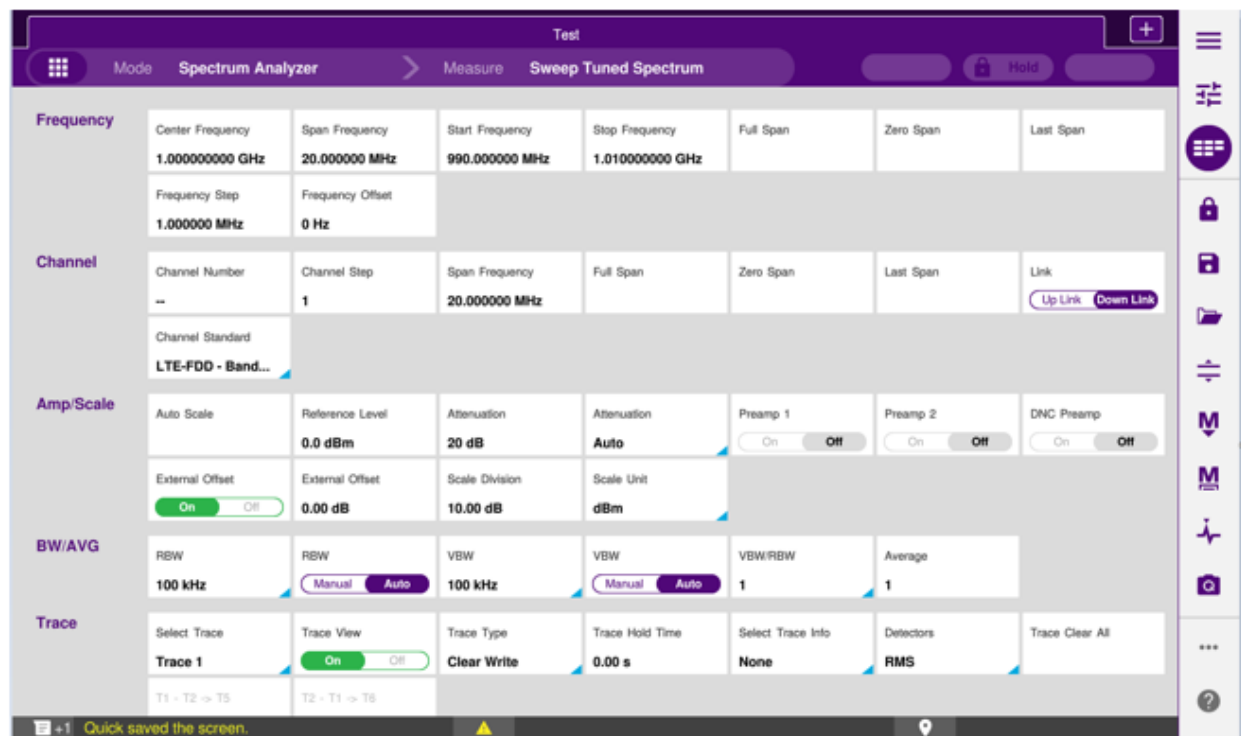 Test
Mode Spectrum Analyzer Measure Sweep Tuned Spectrum Hold
Frequency
Center Frequency Span Frequency Start Frequency Stop Frequency Full Span Zero Span Last Span
1.000000000 GHz 20.000000 MHz 990.000000 MHz 1.010000000 GHz
Frequency Step Frequency Offset
1.000000 MHz 0 Hz
Channel
Channel Number Channel Step Span Frequency Full Span Zero Span Last Span Link
-- 1 20.000000 MHz Up Link Down Link
Channel Standard
LTE-FDD - Band...
Amp/Scale
Auto Scale Reference Level Attenuation Attenuation Preamp 1 Preamp 2 DNC Preamp
0.0 dBm 20 dB Auto On Off On Off On Off
External Offset External Offset Scale Division Scale Unit
On Off 0.00 dB 10.00 dB dBm
BW/AVG
RBW RBW VBW VBW VBW/RBW Average
100 kHz Manual Auto 100 kHz Manual Auto 1 1
Trace
Select Trace Trace View Trace Type Trace Hold Time Select Trace Info Detectors Trace Clear All
Trace 1 On Off Clear Write 0.00 s None RMS
T1 - T2 -> T5 T2 - T1 -> T6
+1 Quick saved the screen.
M
M